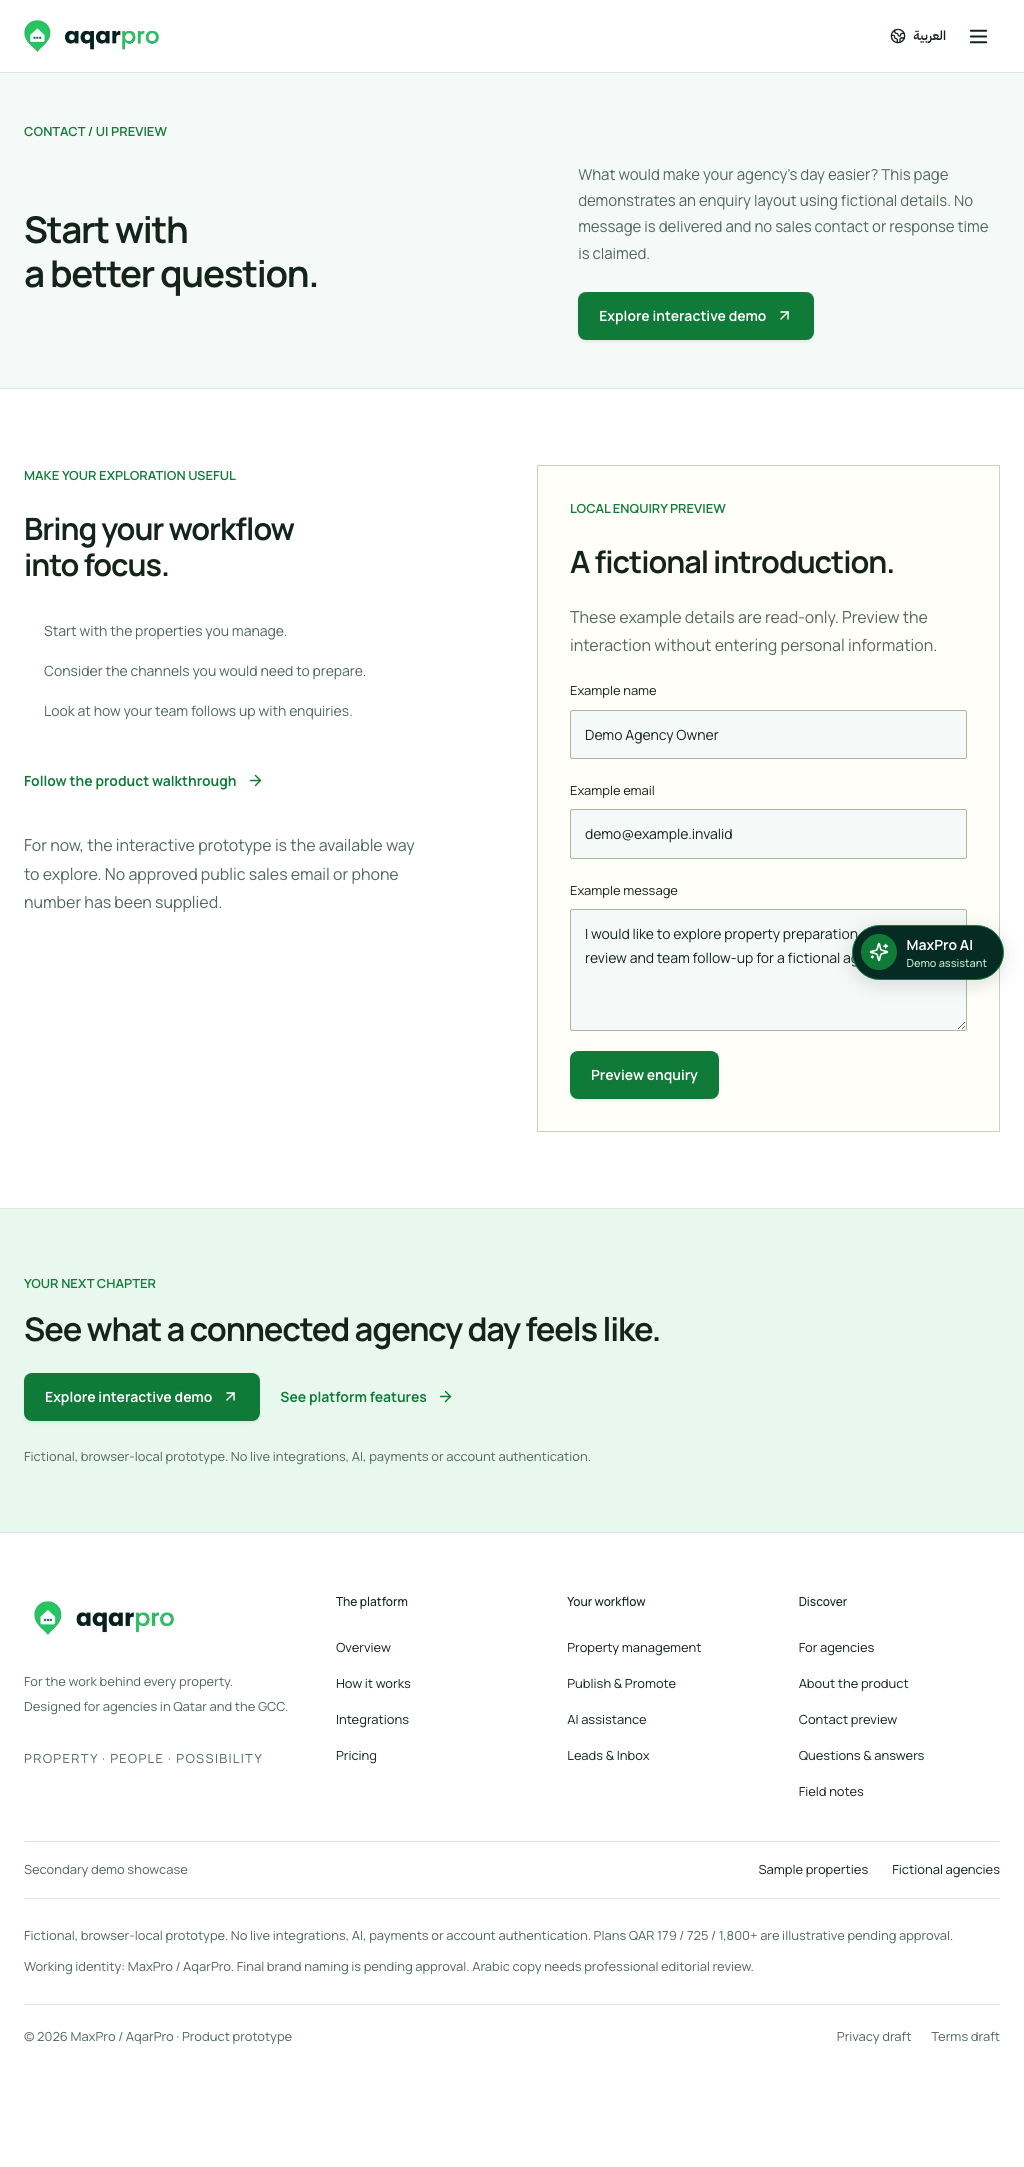 aqarpro
العربية
CONTACT / UI PREVIEW
Start with
a better question.
What would make your agency's day easier? This page
demonstrates an enquiry layout using fictional details. No
message is delivered and no sales contact or response time
is claimed.
Explore interactive demo
MAKE YOUR EXPLORATION USEFUL
Bring your workflow
into focus.
Start with the properties you manage.
Consider the channels you would need to prepare.
Look at how your team follows up with enquiries.
Follow the product walkthrough
For now, the interactive prototype is the available way
to explore. No approved public sales email or phone
number has been supplied.
LOCAL ENQUIRY PREVIEW
A fictional introduction.
These example details are read-only. Preview the
interaction without entering personal information.
Example name
Demo Agency Owner
Example email
demo@example.invalid
Example message
I would like to explore property preparation
review and team follow-up for a fictional
MaxPro AI
Demo assistant
Preview enquiry
YOUR NEXT CHAPTER
See what a connected agency day feels like.
Explore interactive demo
See platform features
Fictional, browser-local prototype. No live integrations, AI, payments or account authentication.
aqarpro
For the work behind every property.
Designed for agencies in Qatar and the GCC.
PROPERTY · PEOPLE · POSSIBILITY
The platform
Overview
How it works
Integrations
Pricing
Your workflow
Property management
Publish & Promote
AI assistance
Leads & Inbox
Discover
For agencies
About the product
Contact preview
Questions & answers
Field notes
Secondary demo showcase
Sample properties
Fictional agencies
Fictional, browser-local prototype. No live integrations, AI, payments or account authentication. Plans QAR 179 / 725 / 1,800+ are illustrative pending approval.
Working identity: MaxPro / AqarPro. Final brand naming is pending approval. Arabic copy needs professional editorial review.
© 2026 MaxPro / AqarPro · Product prototype
Privacy draft
Terms draft